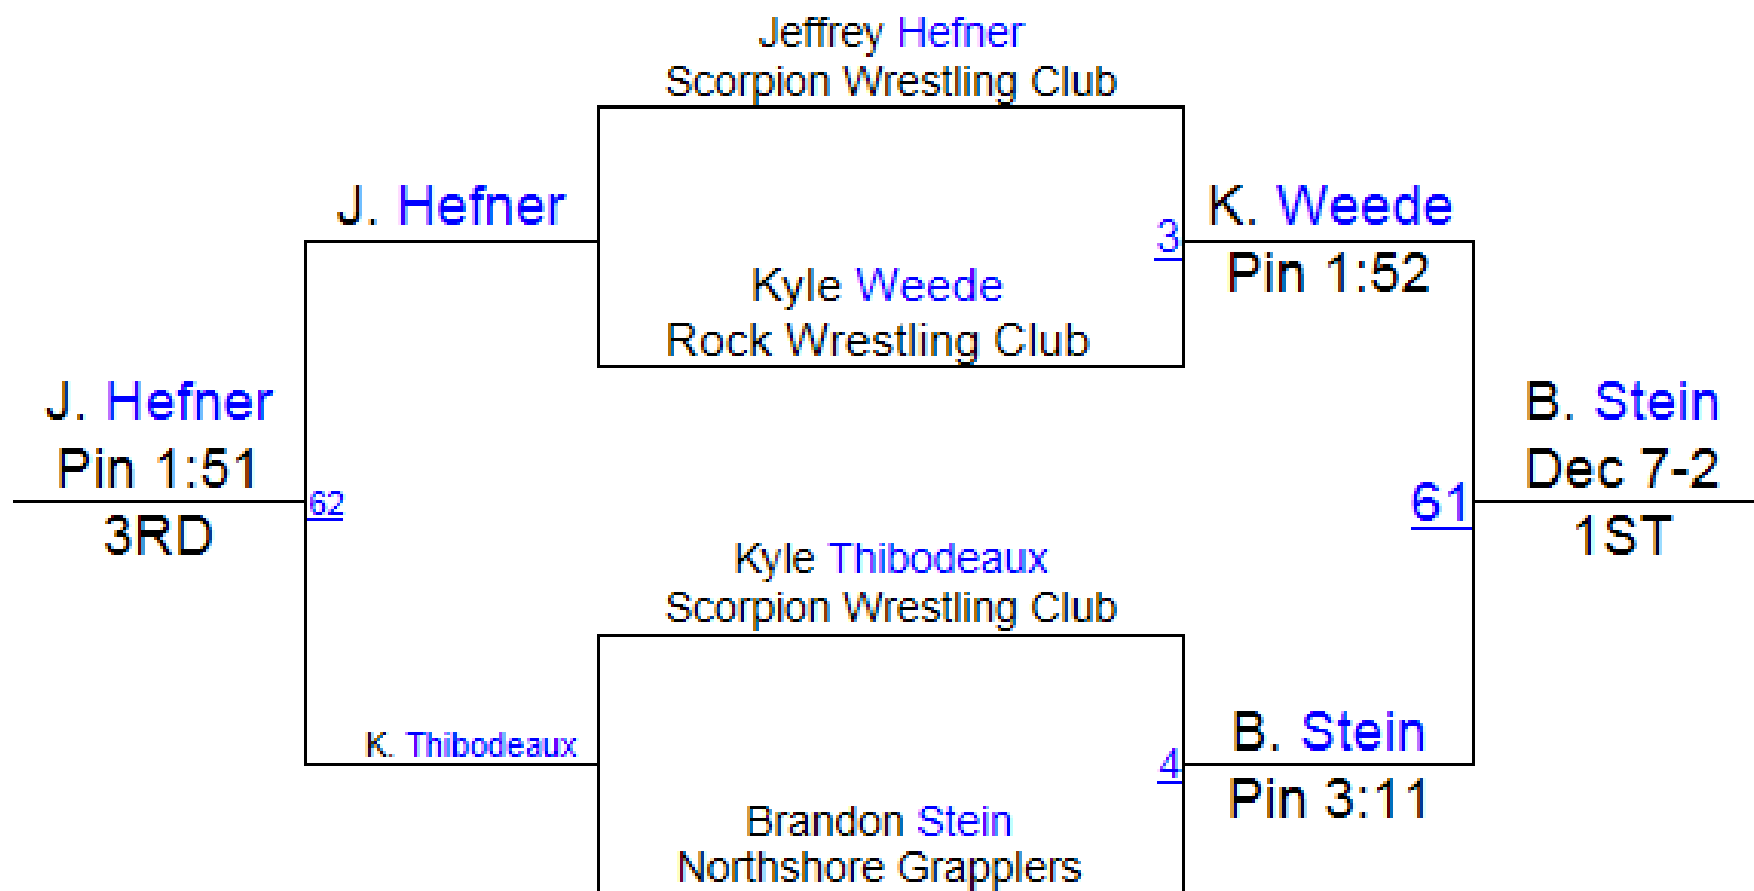 Jeffrey Hefner
Scorpion Wrestling Club
J. Hefner
3
K. Weede
Pin 1:52
Kyle Weede
Rock Wrestling Club
J. Hefner
Pin 1:51
3RD
62
61
B. Stein
Dec 7-2
1ST
Kyle Thibodeaux
Scorpion Wrestling Club
K. Thibodeaux
4
B. Stein
Pin 3:11
Brandon Stein
Northshore Grapplers